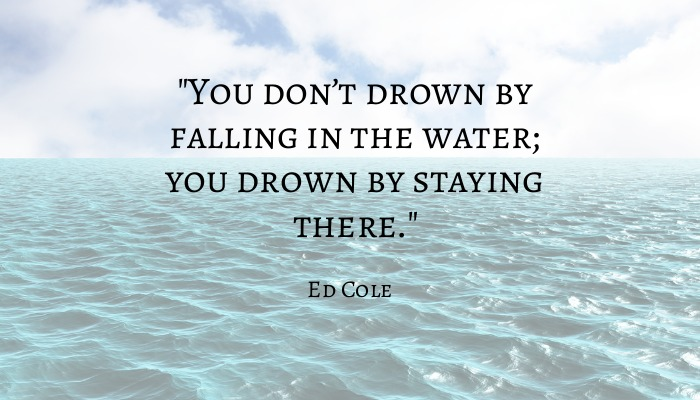 "You don’t drown by
falling in the water;
you drown by staying
there."
Ed Cole